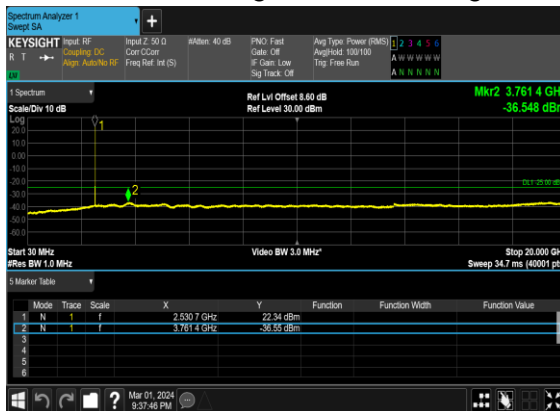 Spectrum Analyzer 1
Swept SA
KEYSIGHT Input: RF Input Z: 50 Ω #Atten: 40 dB PNO: Fast Avg Type: Power (RMS) 1 2 3 4 5 6
R T Coupling: DC Corr CCorr Gate: Off Avg|Hold: 100/100 A W W W W W
Align: Auto/No RF Freq Ref: Int (S) IF Gain: Low Trig: Free Run
LXI Sig Track: Off A N N N N N
1 Spectrum Ref Lvl Offset 8.60 dB Mkr2 3.761 4 GH
Scale/Div 10 dB Ref Level 30.00 dBm -36.548 dBm
Log
20.0
10.0
0.00
-10.0
-20.0
-30.0
-40.0
-50.0
-60.0
1
2
DL1 -25.00 dB
Start 30 MHz Video BW 3.0 MHz* Stop 20.000 GH
#Res BW 1.0 MHz Sweep 34.7 ms (40001 pt
5 Marker Table
Mode Trace Scale X Y Function Function Width Function Value
1 N 1 f 2.530 7 GHz 22.34 dBm
2 N 1 f 3.761 4 GHz -36.55 dBm
3
4
5
6
? Mar 01, 2024
9:37:46 PM